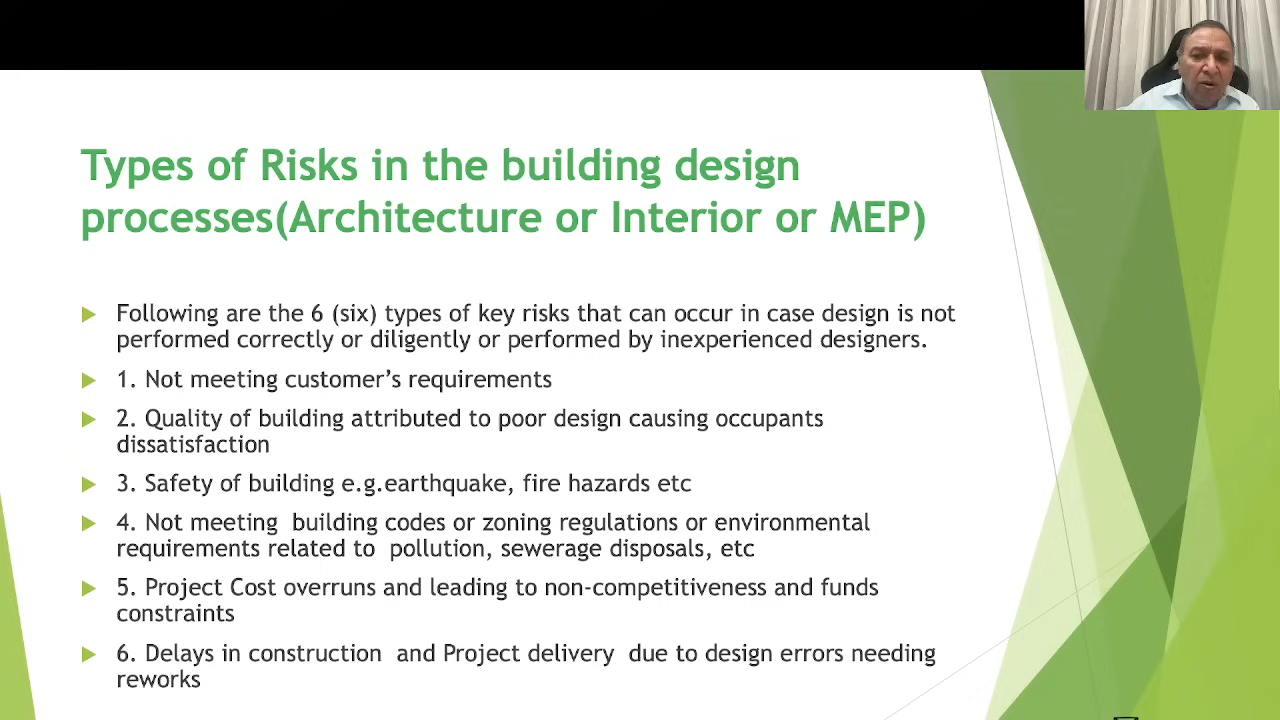 Types of Risks in the building design
processes(Architecture or Interior or MEP)
Following are the 6 (six) types of key risks that can occur in case design is not
performed correctly or diligently or performed by inexperienced designers.
1. Not meeting customer’s requirements
2. Quality of building attributed to poor design causing occupants
dissatisfaction
3. Safety of building e.g.earthquake, fire hazards etc
4. Not meeting  building codes or zoning regulations or environmental
requirements related to  pollution, sewerage disposals, etc
5. Project Cost overruns and leading to non-competitiveness and funds
constraints
6. Delays in construction  and Project delivery  due to design errors needing
reworks